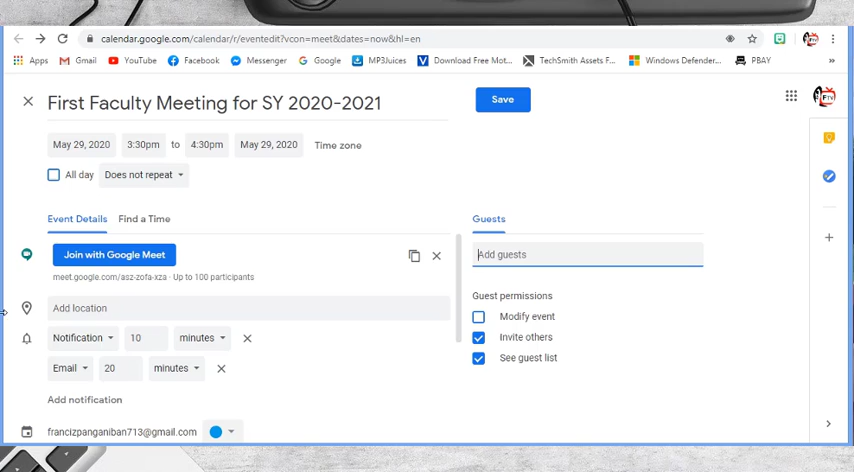 calendar.google.com/calendar/r/eventedit?vcon=meet&dates=now&hl=en
Apps Gmail YouTube Facebook Messenger Google MP3Juices Download Free Mot... TechSmith Assets F... Windows Defender... PBAY »
First Faculty Meeting for SY 2020-2021
Save
May 29, 2020 3:30pm to 4:30pm May 29, 2020 Time zone
All day Does not repeat
Event Details Find a Time
Guests
Join with Google Meet
Add guests
meet.google.com/asz-zofa-xza · Up to 100 participants
Guest permissions
Add location
Modify event
Notification 10 minutes
Invite others
See guest list
Email 20 minutes
Add notification
francizpanganiban713@gmail.com